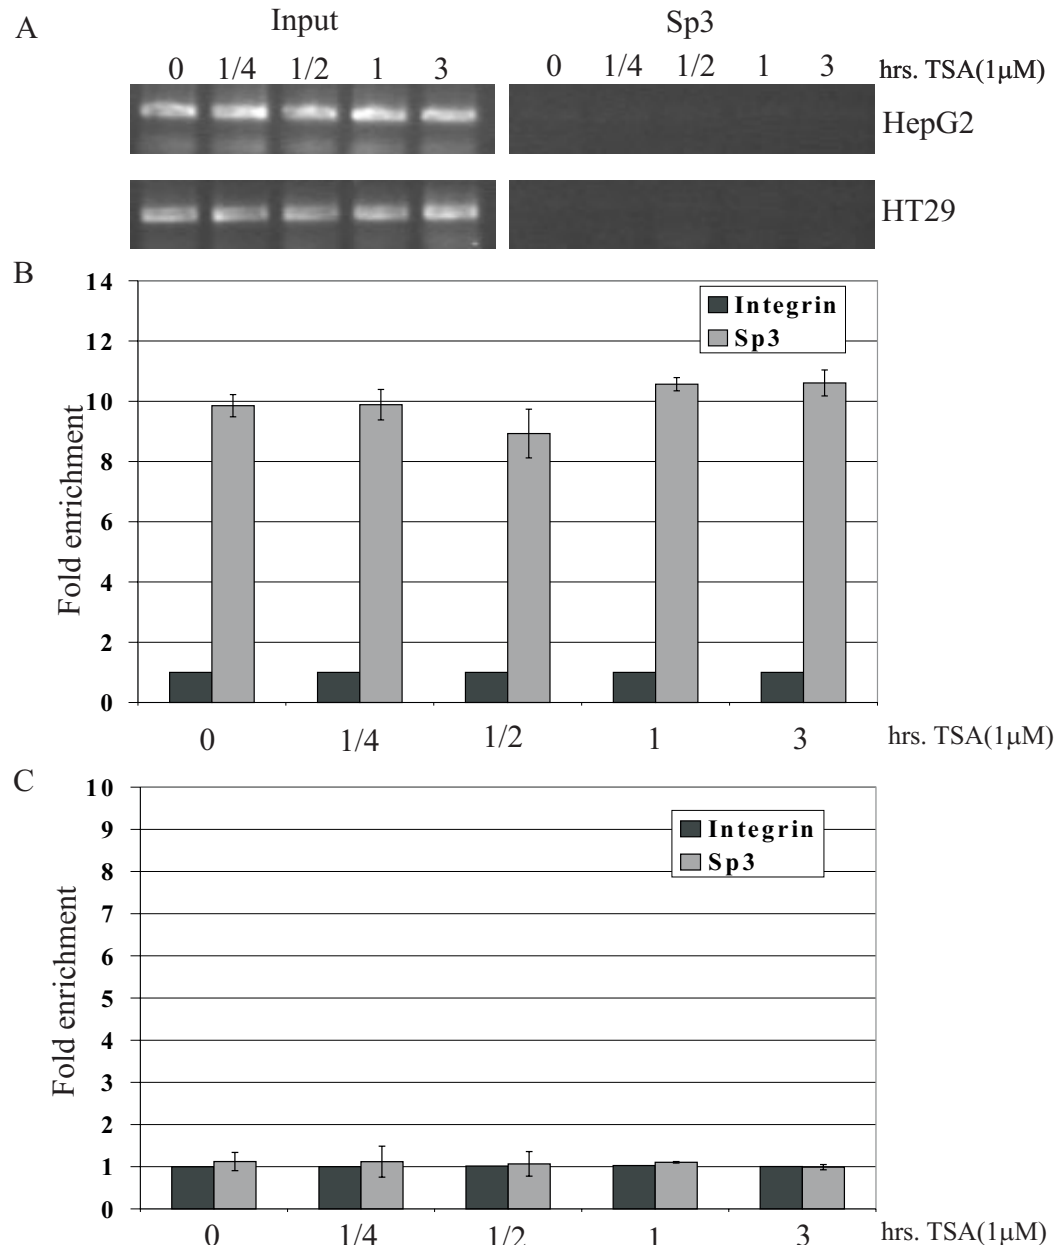 A
Input Sp3
0 1/4 1/2 1 3 0 1/4 1/2 1 3 hrs. TSA(1μM)
HepG2
HT29
B
14
12
10
8
6
4
2
0
Fold enrichment
Integrin
Sp3
0 1/4 1/2 1 3 hrs. TSA(1μM)
C
10
9
8
7
6
5
4
3
2
1
0
Fold enrichment
Integrin
Sp3
0 1/4 1/2 1 3 hrs. TSA(1μM)